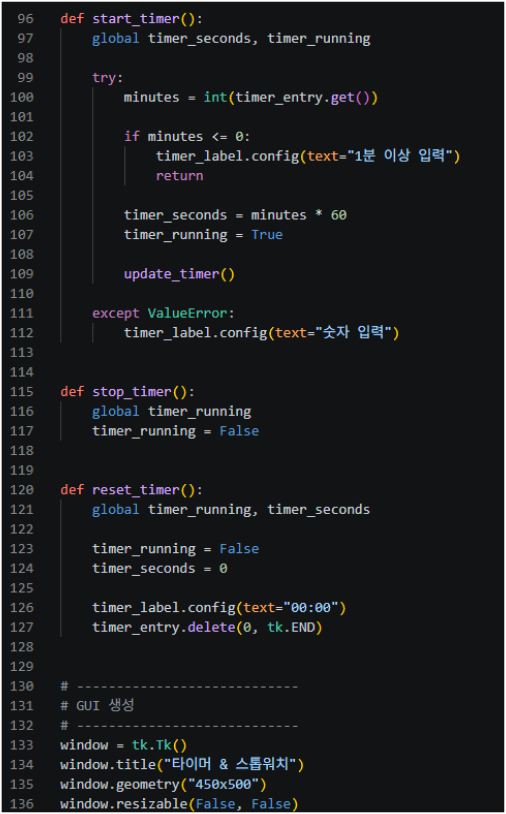 96 def start_timer():
97     global timer_seconds, timer_running
98
99     try:
100         minutes = int(timer_entry.get())
101
102         if minutes <= 0:
103             timer_label.config(text="1분 이상 입력")
104             return
105
106         timer_seconds = minutes * 60
107         timer_running = True
108
109         update_timer()
110
111     except ValueError:
112         timer_label.config(text="숫자 입력")
113
114
115 def stop_timer():
116     global timer_running
117     timer_running = False
118
119
120 def reset_timer():
121     global timer_running, timer_seconds
122
123     timer_running = False
124     timer_seconds = 0
125
126     timer_label.config(text="00:00")
127     timer_entry.delete(0, tk.END)
128
129
130 # ----------------------------
131 # GUI 생성
132 # ----------------------------
133 window = tk.Tk()
134 window.title("타이머 & 스톱워치")
135 window.geometry("450x500")
136 window.resizable(False, False)